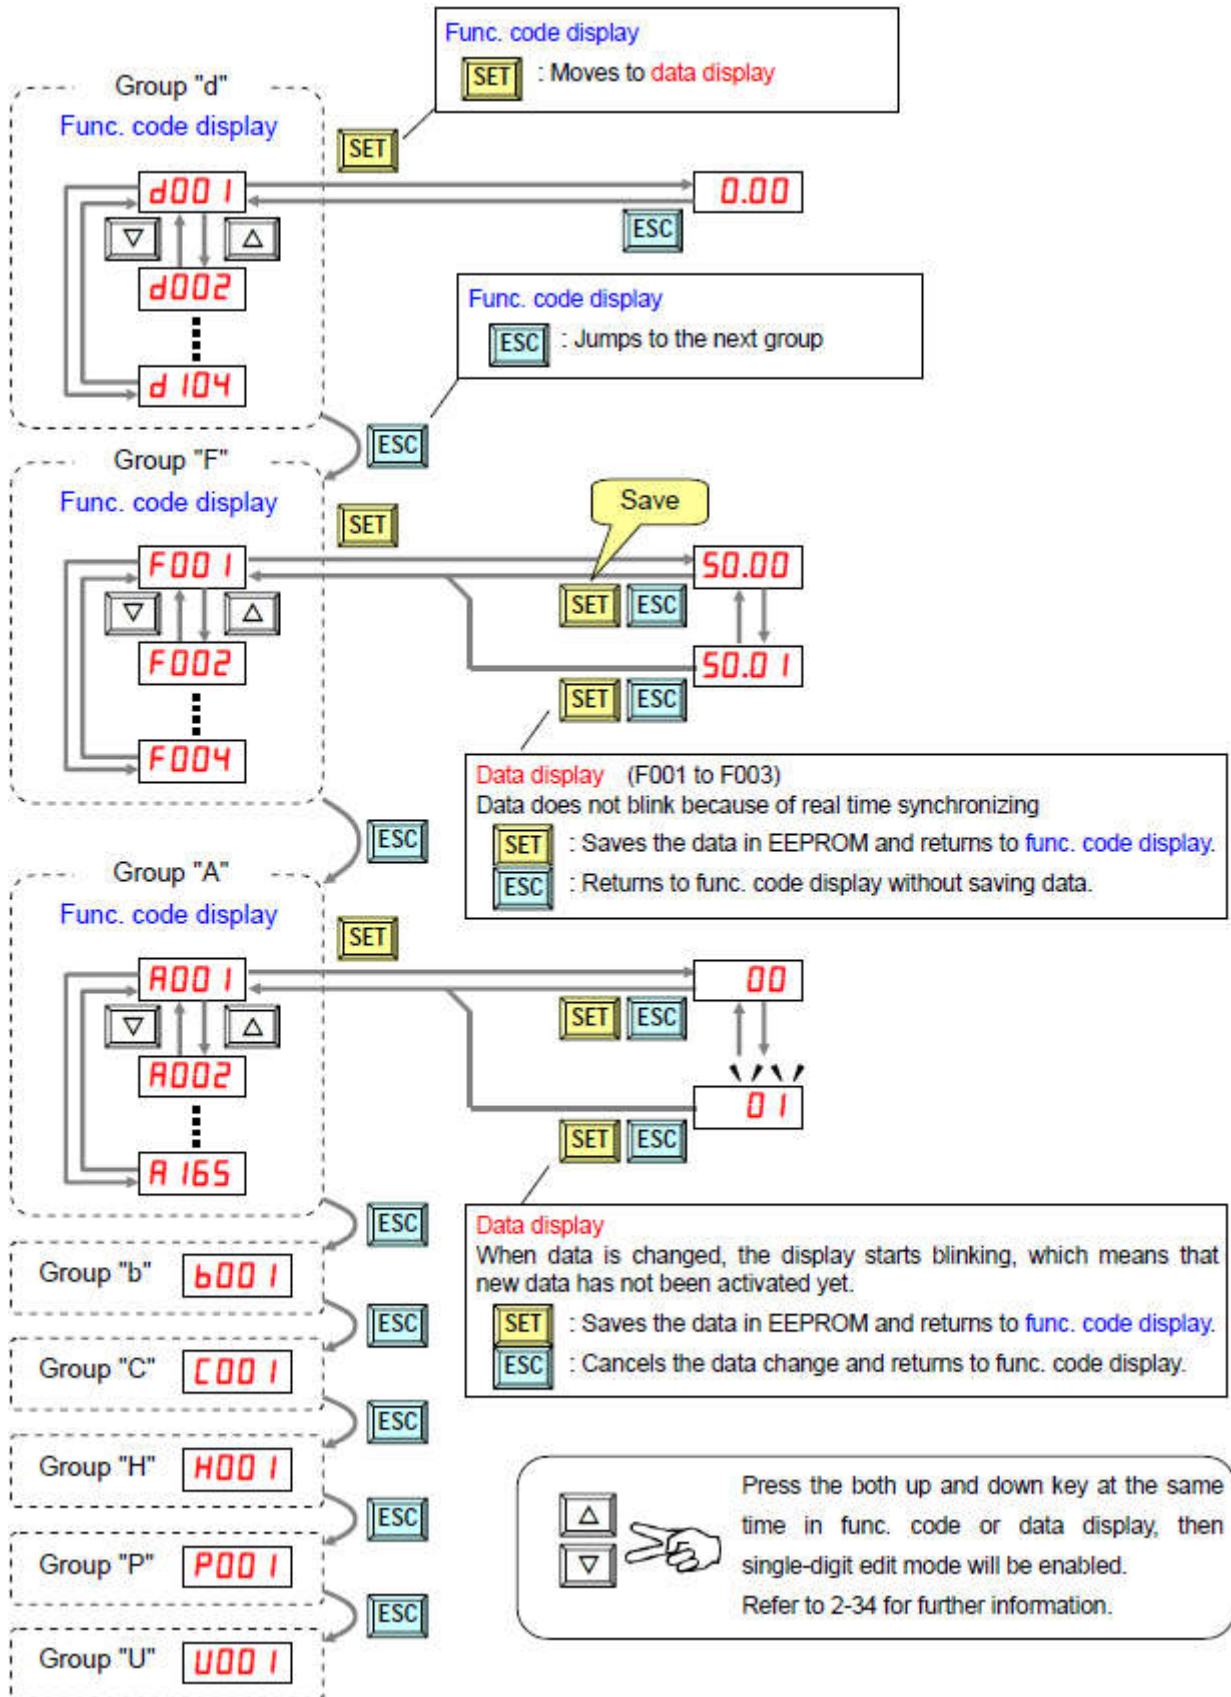 Func. code display
SET : Moves to data display
Group "d"
Func. code display
SET
d001
0.00
ESC
d002
Func. code display
ESC : Jumps to the next group
d104
ESC
Group "F"
Func. code display
SET
Save
F001
50.00
SET ESC
F002
50.01
SET ESC
F004
Data display (F001 to F003)
Data does not blink because of real time synchronizing
SET : Saves the data in EEPROM and returns to func. code display.
ESC : Returns to func. code display without saving data.
ESC
Group "A"
Func. code display
SET
A001
00
SET ESC
A002
01
SET ESC
A165
ESC
Data display
When data is changed, the display starts blinking, which means that
new data has not been activated yet.
SET : Saves the data in EEPROM and returns to func. code display.
ESC : Cancels the data change and returns to func. code display.
Group "b" b001
ESC
Group "C" C001
ESC
Group "H" H001
ESC
Group "P" P001
ESC
Group "U" U001
Press the both up and down key at the same
time in func. code or data display, then
single-digit edit mode will be enabled.
Refer to 2-34 for further information.